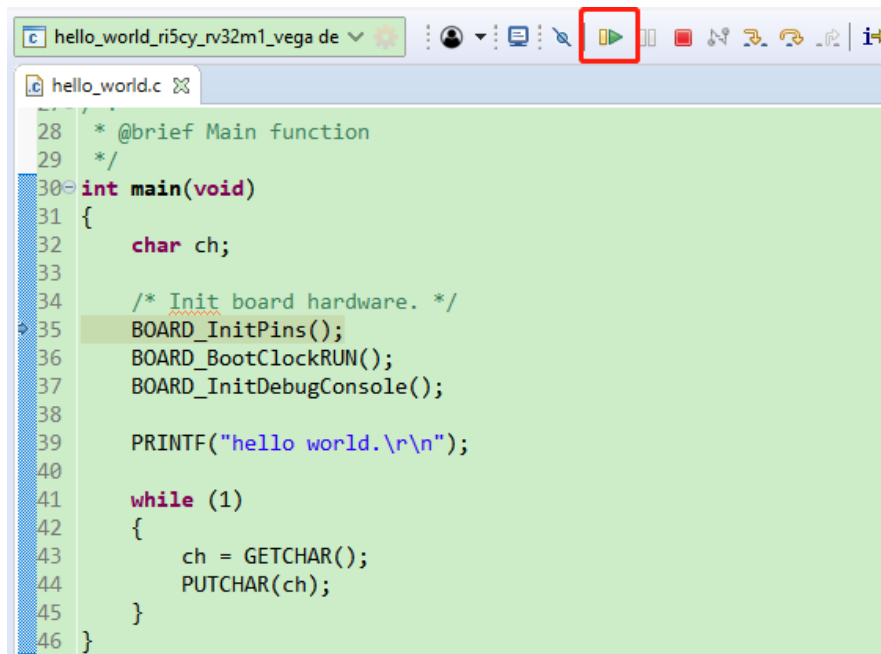 hello_world_ri5cy_rv32m1_vega de
hello_world.c
28 * @brief Main function
29 */
30 int main(void)
31 {
32 char ch;
33
34 /* Init board hardware. */
35 BOARD_InitPins();
36 BOARD_BootClockRUN();
37 BOARD_InitDebugConsole();
38
39 PRINTF("hello world.\r\n");
40
41 while (1)
42 {
43 ch = GETCHAR();
44 PUTCHAR(ch);
45 }
46 }